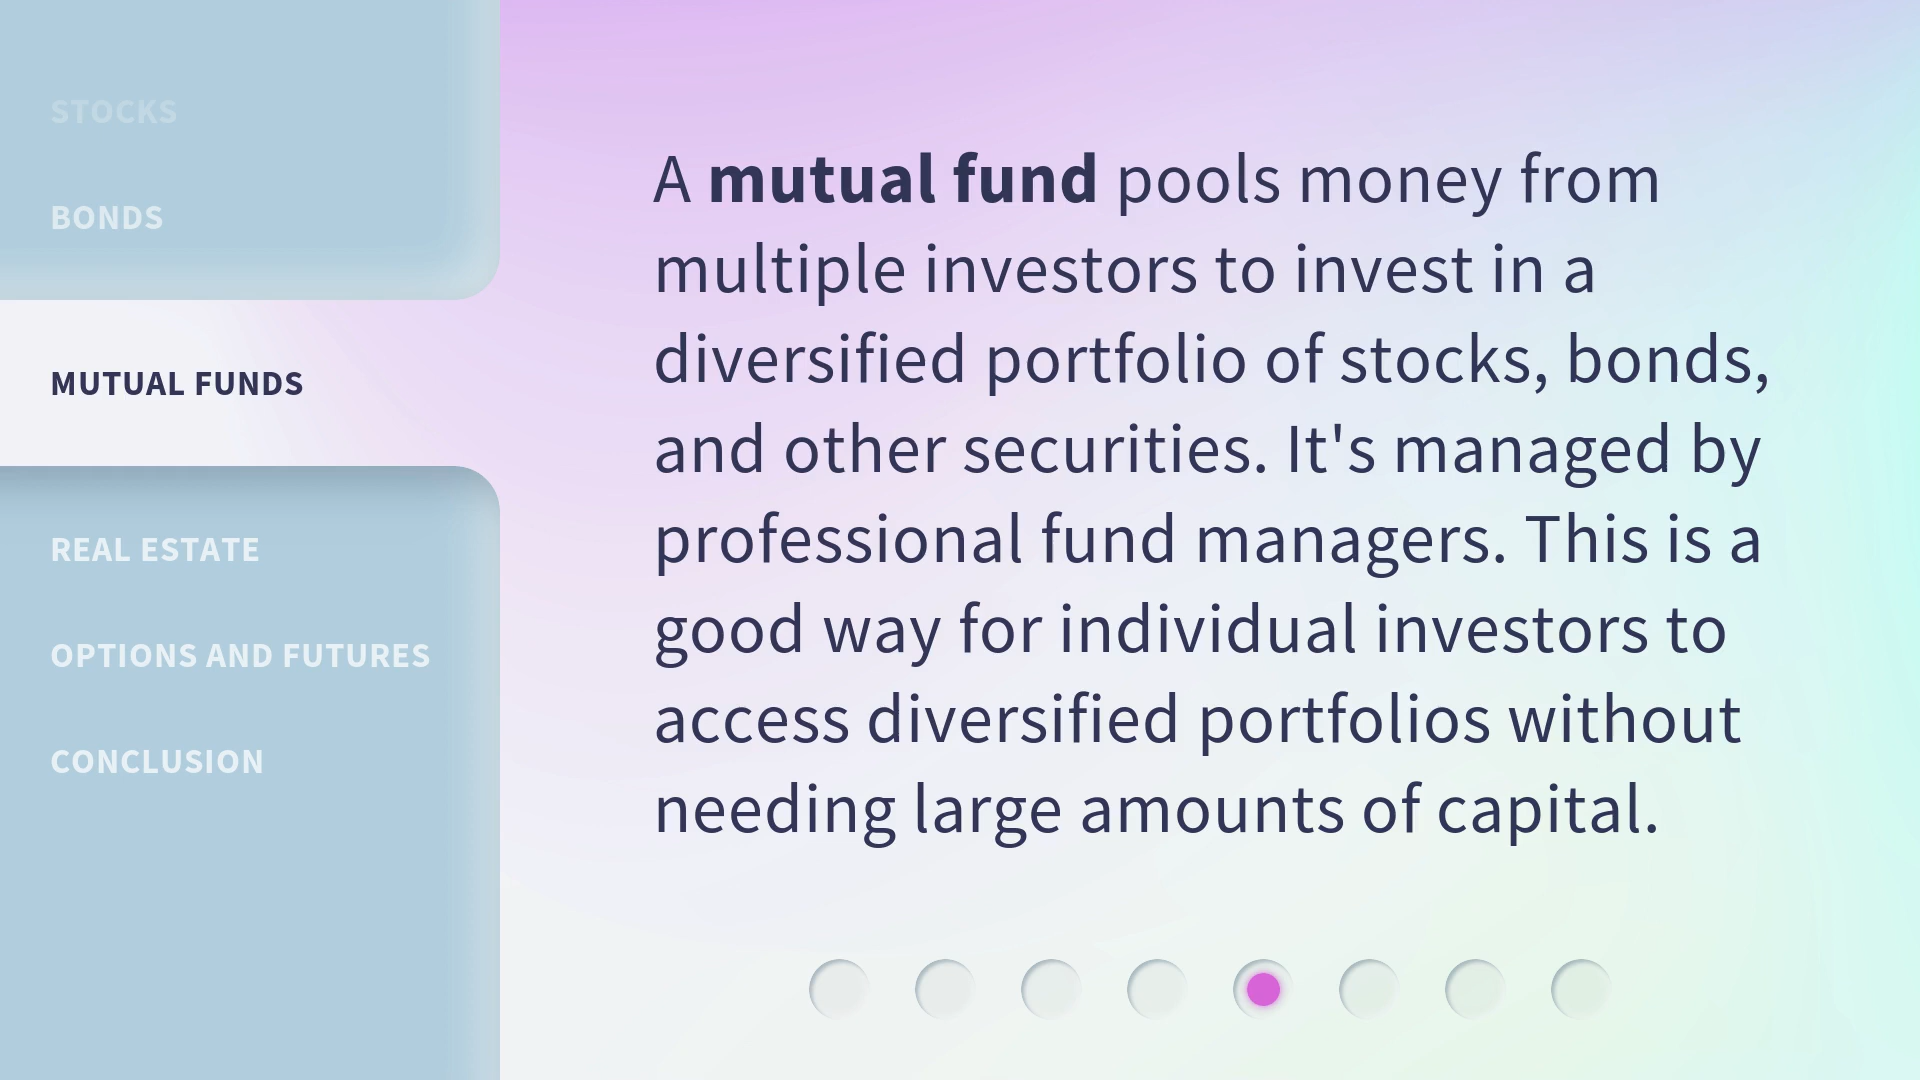 STOCKS
BONDS
MUTUAL FUNDS
REAL ESTATE
OPTIONS AND FUTURES
CONCLUSION
A mutual fund pools money from
multiple investors to invest in a
diversified portfolio of stocks, bonds,
and other securities. It's managed by
professional fund managers. This is a
good way for individual investors to
access diversified portfolios without
needing large amounts of capital.